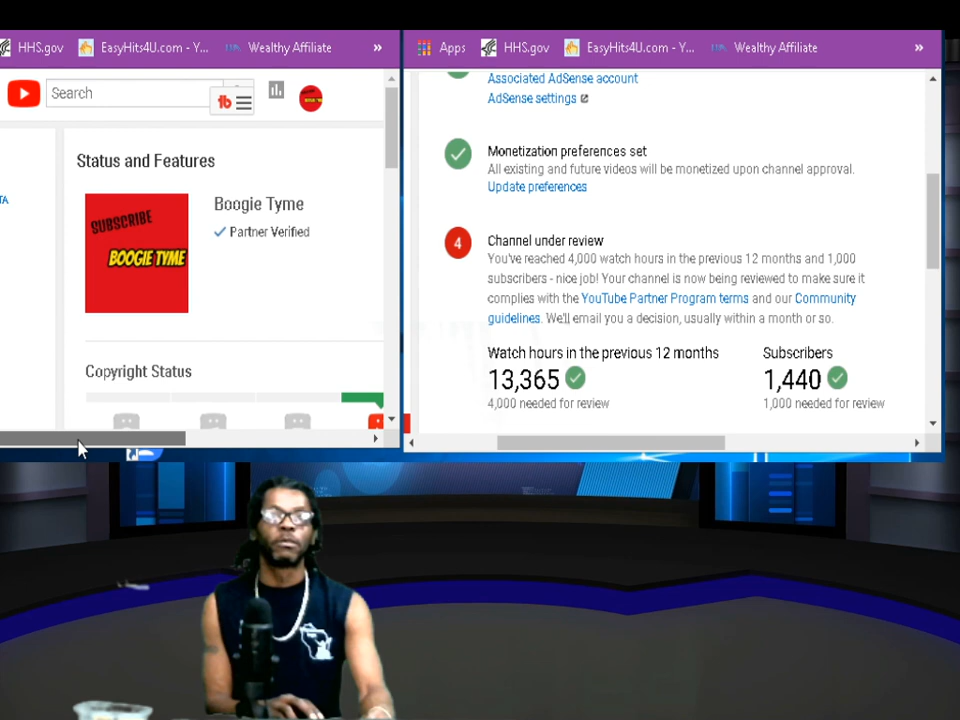 HHS.gov EasyHits4U.com - Y... Wealthy Affiliate »
Search
tb
Status and Features
TA
SUBSCRIBE
BOOGIE TYME
Boogie Tyme
Partner Verified
Copyright Status
Apps HHS.gov EasyHits4U.com - Y... Wealthy Affiliate »
Associated AdSense account
AdSense settings
Monetization preferences set
All existing and future videos will be monetized upon channel approval.
Update preferences
4
Channel under review
You've reached 4,000 watch hours in the previous 12 months and 1,000
subscribers - nice job! Your channel is now being reviewed to make sure it
complies with the YouTube Partner Program terms and our Community
guidelines. We'll email you a decision, usually within a month or so.
Watch hours in the previous 12 months Subscribers
13,365 1,440
4,000 needed for review 1,000 needed for review